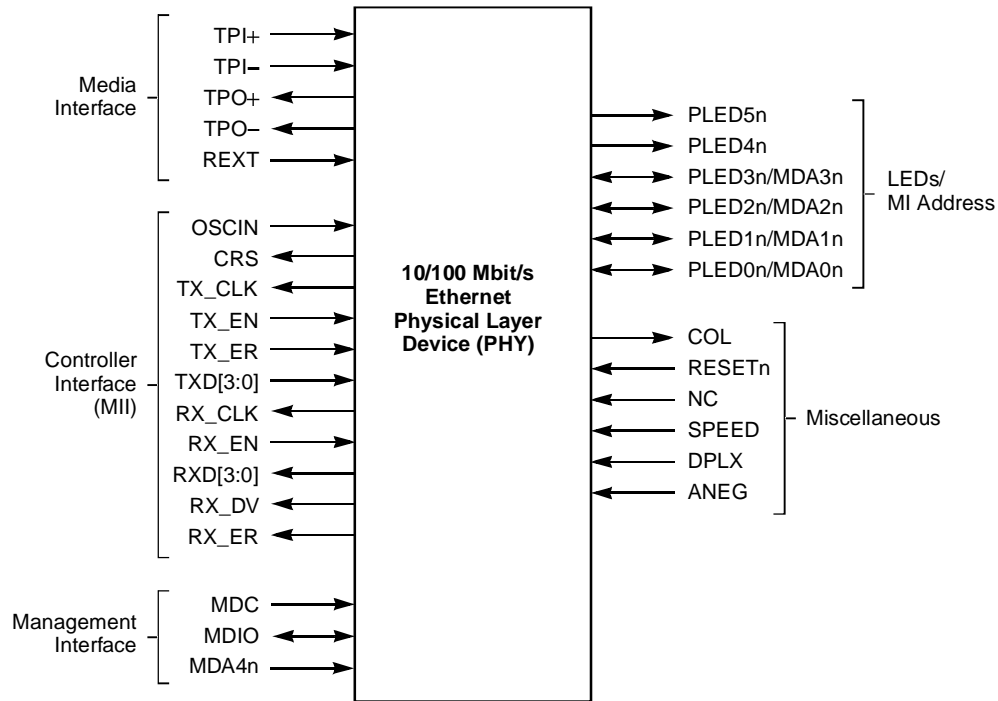 Media
Interface
TPI+
TPI−
TPO+
TPO−
REXT
Controller
Interface
(MII)
OSCIN
CRS
TX_CLK
TX_EN
TX_ER
TXD[3:0]
RX_CLK
RX_EN
RXD[3:0]
RX_DV
RX_ER
Management
Interface
MDC
MDIO
MDA4n
10/100 Mbit/s
Ethernet
Physical Layer
Device (PHY)
PLED5n
PLED4n
PLED3n/MDA3n
PLED2n/MDA2n
PLED1n/MDA1n
PLED0n/MDA0n
LEDs/
MI Address
COL
RESETn
NC
SPEED
DPLX
ANEG
Miscellaneous